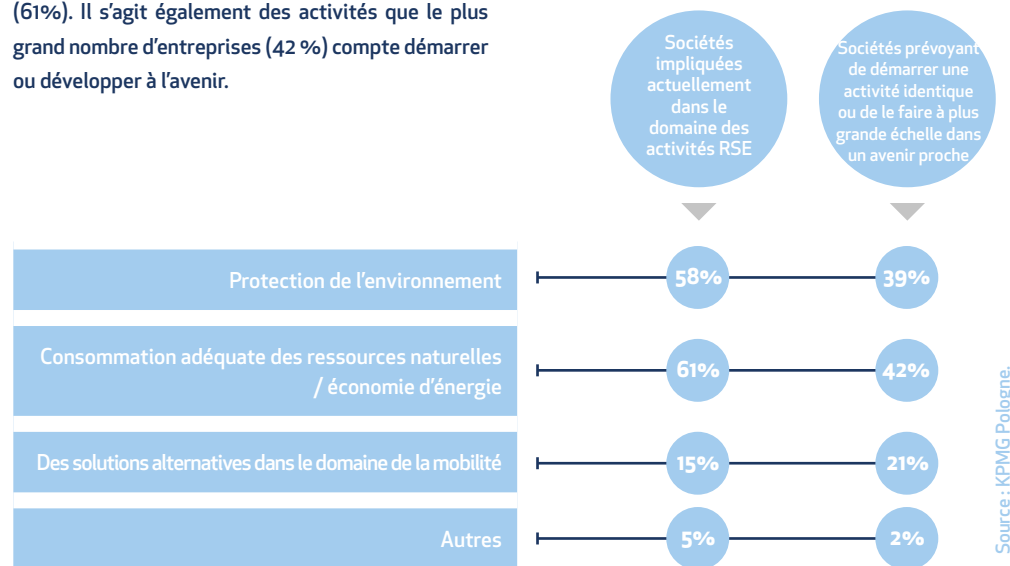 (61%). Il s’agit également des activités que le plus
grand nombre d’entreprises (42 %) compte démarrer
ou développer à l’avenir.
Sociétés
impliquées
actuellement
dans le
domaine des
activités RSE
Sociétés prévoyant
de démarrer une
activité identique
ou de le faire à plus
grande échelle dans
un avenir proche
Protection de l’environnement
58%
39%
Consommation adéquate des ressources naturelles
/ économie d’énergie
61%
42%
Des solutions alternatives dans le domaine de la mobilité
15%
21%
Autres
5%
2%
Source : KPMG Pologne.